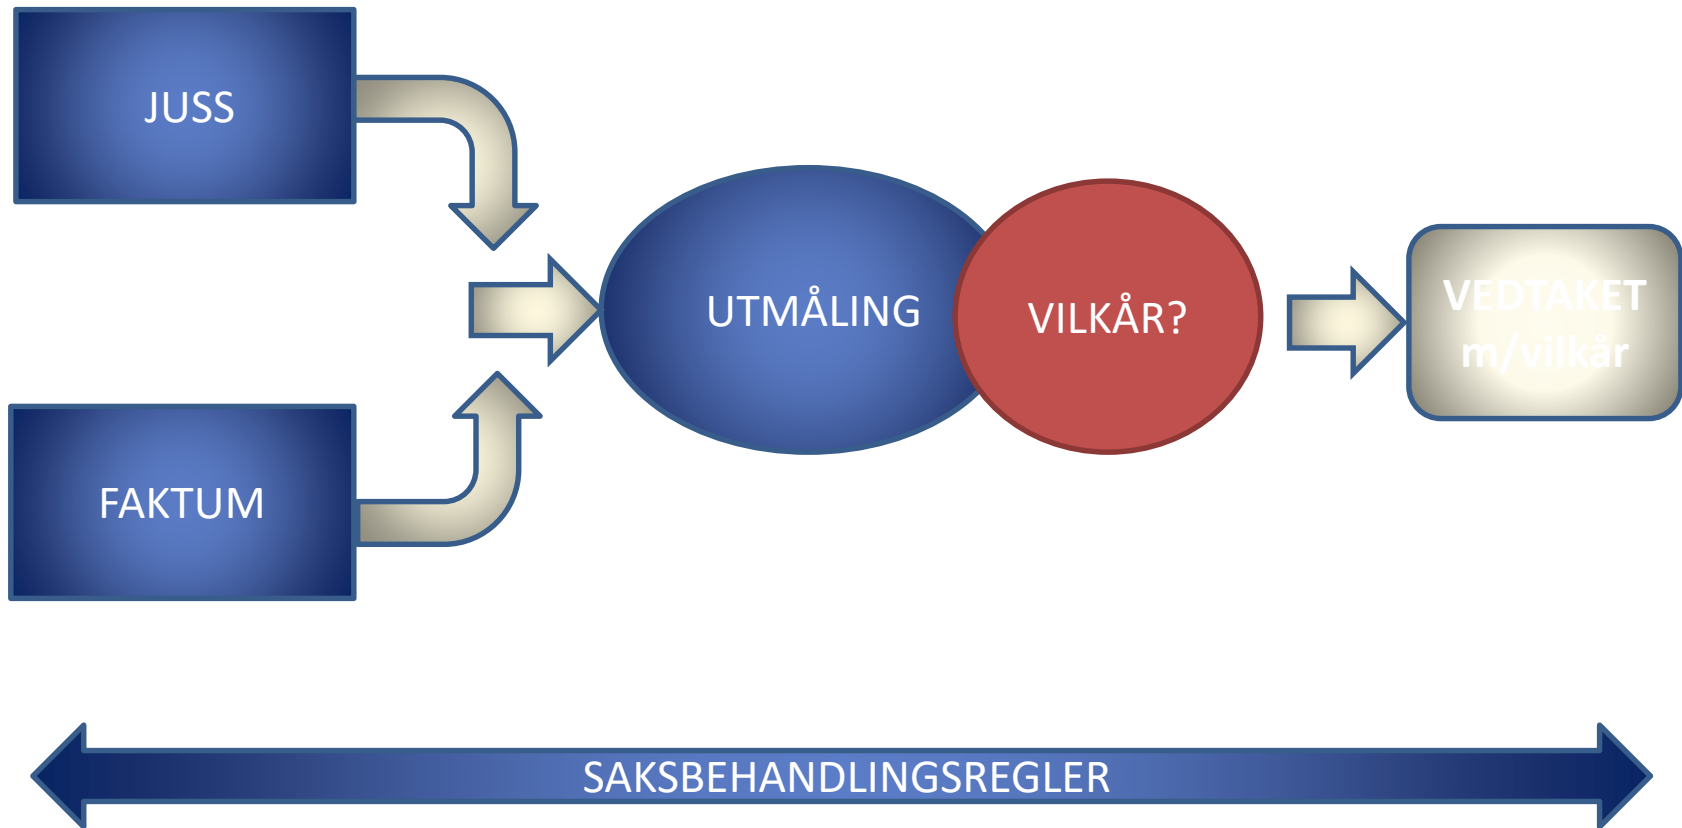 JUSS
FAKTUM
UTMÅLING
VILKÅR?
VEDTAKET
m/vilkår
SAKSBEHANDLINGSREGLER